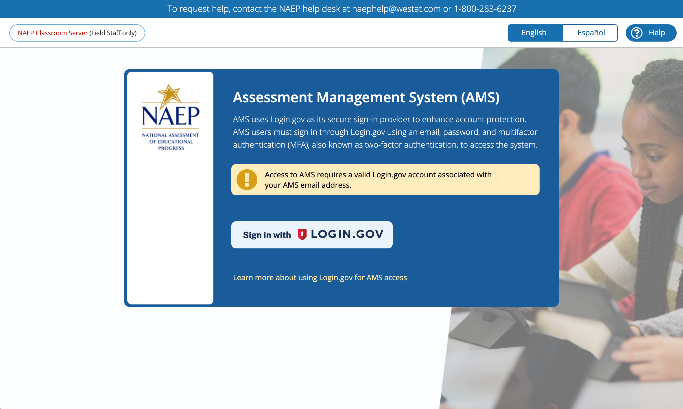 To request help, contact the NAEP help desk at naephelp@westat.com or 1-800-283-6237
NAEP Classroom Server (Field Staff only)
English
Español
Help
NAEP
NATIONAL ASSESSMENT
OF EDUCATIONAL
PROGRESS
Assessment Management System (AMS)
AMS uses Login.gov as its secure sign-in provider to enhance account protection.
AMS users must sign in through Login.gov using an email, password, and multifactor
authentication (MFA), also known as two-factor authentication, to access the system.
Access to AMS requires a valid Login.gov account associated with
your AMS email address.
Sign in with LOGIN.GOV
Learn more about using Login.gov for AMS access